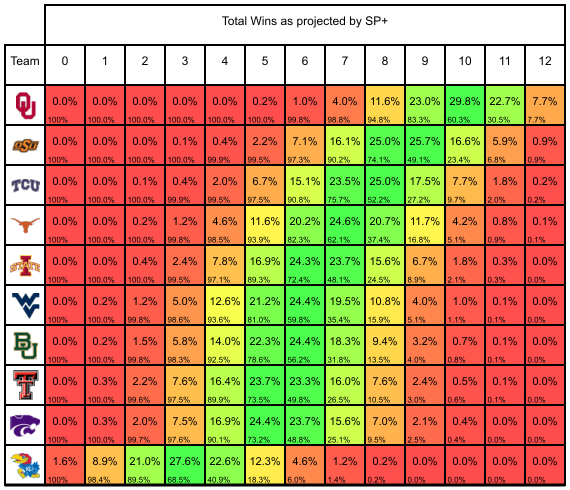 Total Wins as projected by SP+
Team 0 1 2 3 4 5 6 7 8 9 10 11 12
OU 0.0% 0.0% 0.0% 0.0% 0.0% 0.2% 1.0% 4.0% 11.6% 23.0% 29.8% 22.7% 7.7%
100% 100.0% 100.0% 100.0% 100.0% 100.0% 99.8% 98.8% 94.8% 83.3% 60.3% 30.5% 7.7%
OSU 0.0% 0.0% 0.0% 0.1% 0.4% 2.2% 7.1% 16.1% 25.0% 25.7% 16.6% 5.9% 0.9%
100% 100.0% 100.0% 100.0% 99.9% 99.5% 97.3% 90.2% 74.1% 49.1% 23.4% 6.8% 0.9%
TCU 0.0% 0.0% 0.1% 0.4% 2.0% 6.7% 15.1% 23.5% 25.0% 17.5% 7.7% 1.8% 0.2%
100% 100.0% 100.0% 99.9% 99.5% 97.5% 90.8% 75.7% 52.2% 27.2% 9.7% 2.0% 0.2%
0.0% 0.0% 0.2% 1.2% 4.6% 11.6% 20.2% 24.6% 20.7% 11.7% 4.2% 0.8% 0.1%
100% 100.0% 100.0% 99.8% 98.5% 93.9% 82.3% 62.1% 37.4% 16.8% 5.1% 0.9% 0.1%
I STATE 0.0% 0.0% 0.4% 2.4% 7.8% 16.9% 24.3% 23.7% 15.6% 6.7% 1.8% 0.3% 0.0%
100% 100.0% 100.0% 99.5% 97.1% 89.3% 72.4% 48.1% 24.5% 8.9% 2.1% 0.3% 0.0%
WV 0.0% 0.2% 1.2% 5.0% 12.6% 21.2% 24.4% 19.5% 10.8% 4.0% 1.0% 0.1% 0.0%
100% 100.0% 99.8% 98.6% 93.6% 81.0% 59.8% 35.4% 15.9% 5.1% 1.1% 0.1% 0.0%
BU 0.0% 0.2% 1.5% 5.8% 14.0% 22.3% 24.4% 18.3% 9.4% 3.2% 0.7% 0.1% 0.0%
100% 100.0% 99.8% 98.3% 92.5% 78.6% 56.2% 31.8% 13.5% 4.0% 0.8% 0.1% 0.0%
TT 0.0% 0.3% 2.2% 7.6% 16.4% 23.7% 23.3% 16.0% 7.6% 2.4% 0.5% 0.1% 0.0%
100% 100.0% 99.6% 97.5% 89.9% 73.5% 49.8% 26.5% 10.5% 3.0% 0.6% 0.1% 0.0%
0.0% 0.3% 2.0% 7.5% 16.9% 24.4% 23.7% 15.6% 7.0% 2.1% 0.4% 0.0% 0.0%
100% 100.0% 99.7% 97.6% 90.1% 73.2% 48.8% 25.1% 9.5% 2.5% 0.4% 0.0% 0.0%
KU 1.6% 8.9% 21.0% 27.6% 22.6% 12.3% 4.6% 1.2% 0.2% 0.0% 0.0% 0.0% 0.0%
100% 98.4% 89.5% 68.5% 40.9% 18.3% 6.0% 1.4% 0.2% 0.0% 0.0% 0.0% 0.0%